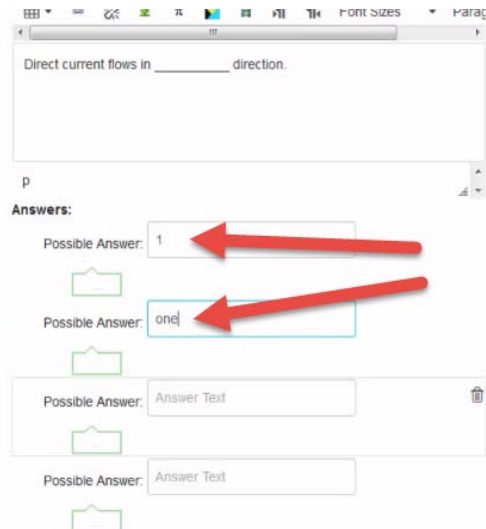 Font Sizes Parag
Direct current flows in ___________ direction.
p
Answers:
Possible Answer: 1
Possible Answer: one
Possible Answer: Answer Text
Possible Answer: Answer Text